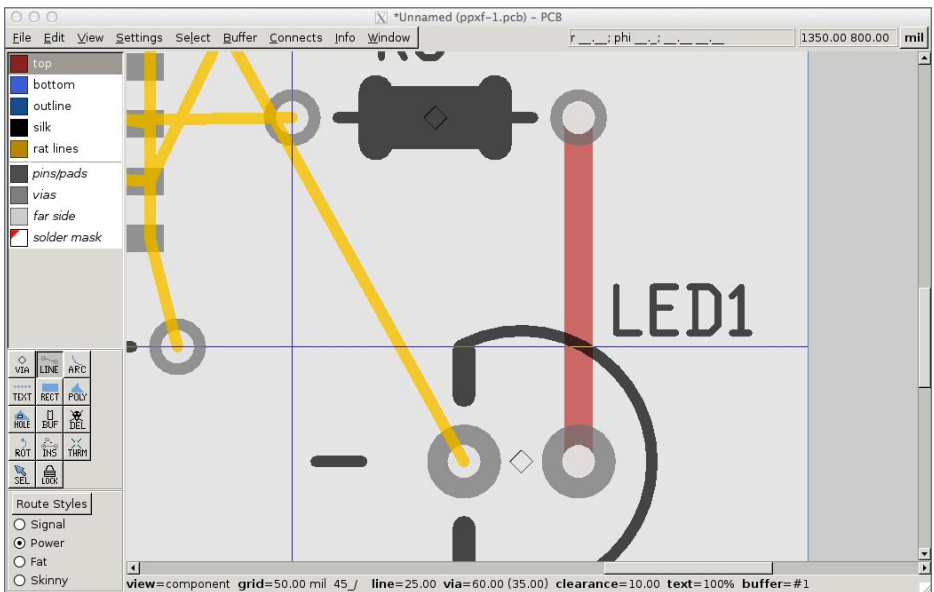 *Unnamed (ppxf-1.pcb) – PCB
File Edit View Settings Select Buffer Connects Info Window
r __.__; phi __._; __.__ __.__
1350.00 800.00 mil
top
bottom
outline
silk
rat lines
pins/pads
vias
far side
solder mask
LED1
VIA LINE ARC
TEXT RECT POLY
HOLE BUF DEL
ROT INS THRM
SEL LOCK
Route Styles
Signal
Power
Fat
Skinny
view=component grid=50.00 mil 45_/ line=25.00 via=60.00 (35.00) clearance=10.00 text=100% buffer=#1